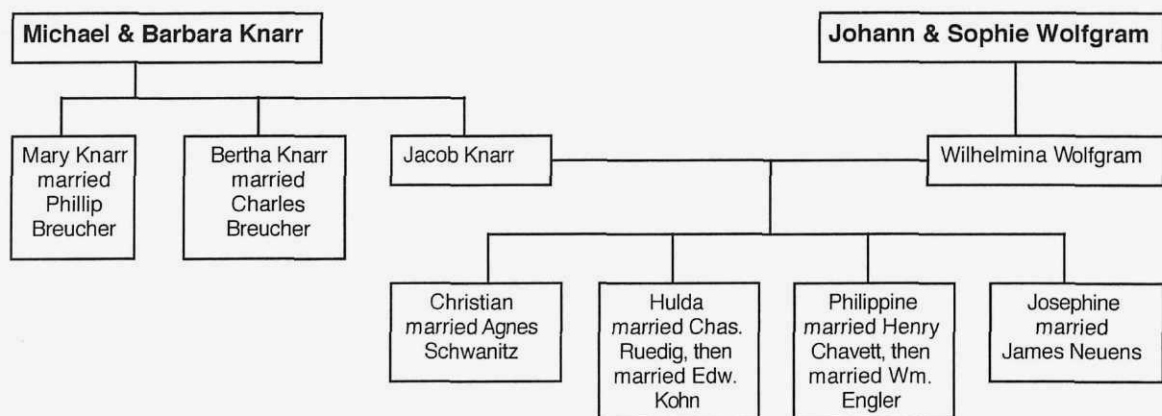 Michael & Barbara Knarr
Johann & Sophie Wolfgram
Mary Knarr
married
Phillip
Breucher
Bertha Knarr
married
Charles
Breucher
Jacob Knarr
Wilhelmina Wolfgram
Christian
married Agnes
Schwanitz
Hulda
married Chas.
Ruedig, then
married Edw.
Kohn
Philippine
married Henry
Chavett, then
married Wm.
Engler
Josephine
married
James Neuens